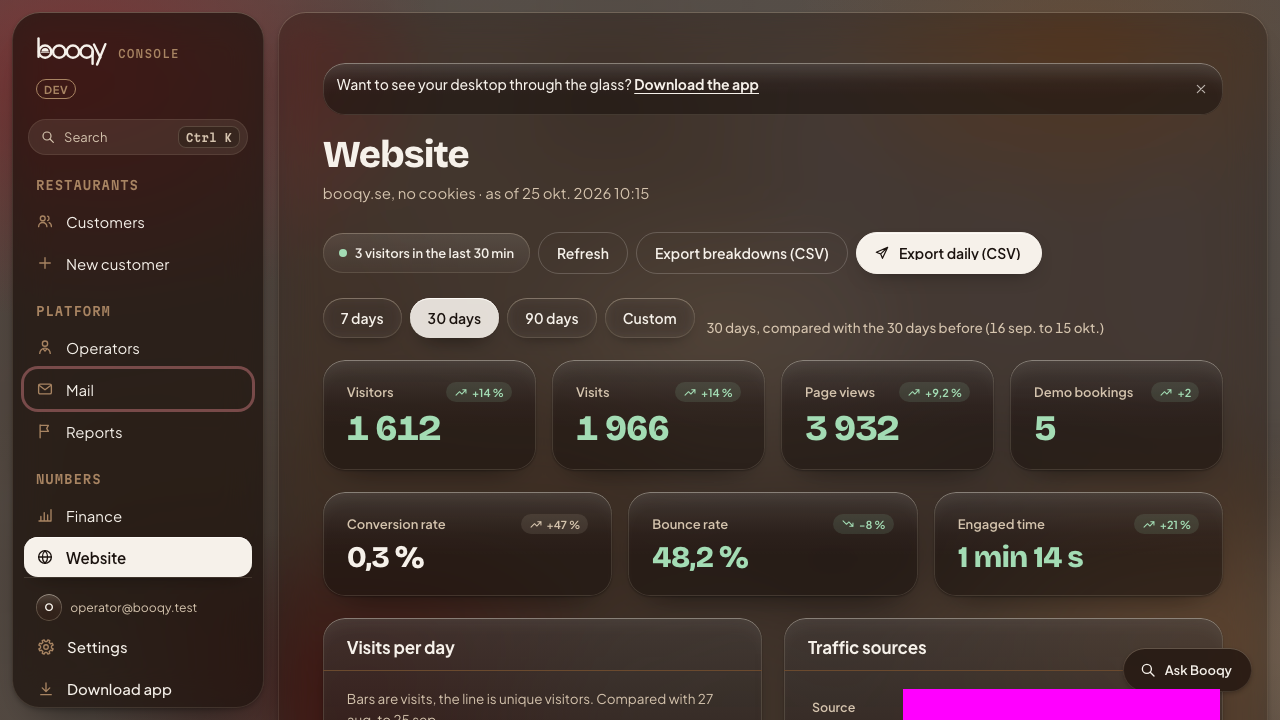 booqy CONSOLE
DEV
Search Ctrl K
RESTAURANTS
Customers
New customer
PLATFORM
Operators
Mail
Reports
NUMBERS
Finance
Website
O operator@booqy.test
Settings
Download app
Want to see your desktop through the glass? Download the app
Website
booqy.se, no cookies · as of 25 okt. 2026 10:15
3 visitors in the last 30 min Refresh Export breakdowns (CSV) Export daily (CSV)
7 days 30 days 90 days Custom 30 days, compared with the 30 days before (16 sep. to 15 okt.)
Visitors +14 % Visits +14 % Page views +9,2 % Demo bookings +2
1 612 1 966 3 932 5
Conversion rate +47 % Bounce rate -8 % Engaged time +21 %
0,3 % 48,2 % 1 min 14 s
Visits per day Traffic sources
Ask Booqy
Bars are visits, the line is unique visitors. Compared with 27
aug. to 25 sep.
Source